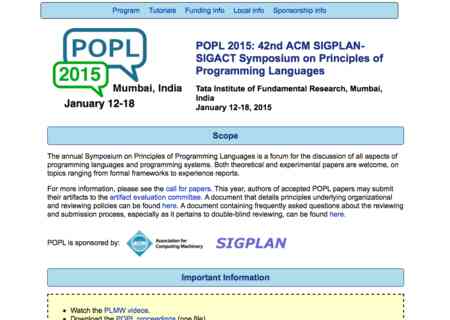 Program Tutorials Funding info Local info Sponsorship info
POPL
2015
Mumbai, India
January 12-18
POPL 2015: 42nd ACM SIGPLAN-
SIGACT Symposium on Principles of
Programming Languages
Tata Institute of Fundamental Research, Mumbai,
India
January 12-18, 2015
Scope
The annual Symposium on Principles of Programming Languages is a forum for the discussion of all aspects of
programming languages and programming systems. Both theoretical and experimental papers are welcome, on
topics ranging from formal frameworks to experience reports.
For more information, please see the call for papers. This year, authors of accepted POPL papers may submit
their artifacts to the artifact evaluation committee. A document that details principles underlying organizational
and reviewing policies can be found here. A document containing frequently asked questions about the reviewing
and submission process, especially as it pertains to double-blind reviewing, can be found here.
POPL is sponsored by:
acm
Association for
Computing Machinery
SIGPLAN
Important Information
Watch the PLMW videos.
Download the POPL proceedings (one file)